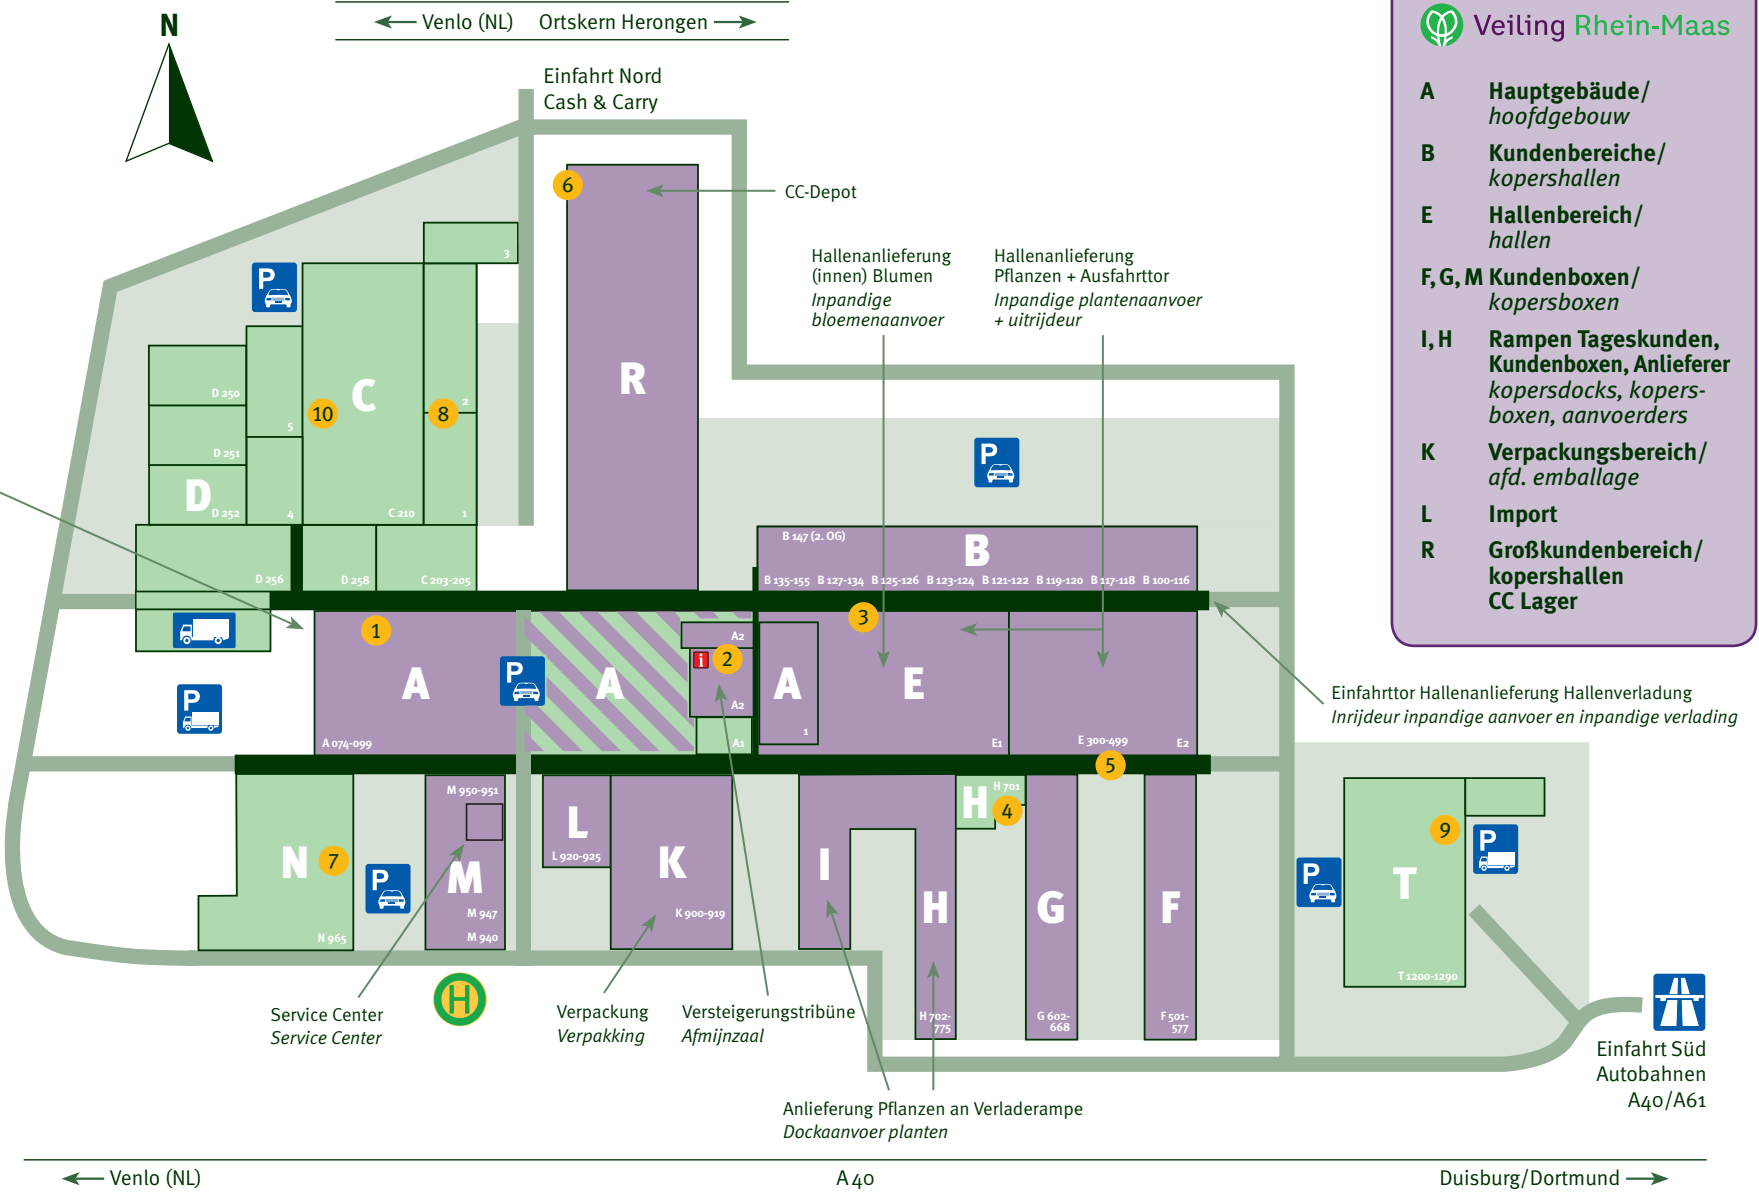 N
Venlo (NL) Ortskern Herongen
Einfahrt Nord
Cash & Carry
Veiling Rhein-Maas
A Hauptgebäude/
hoofdgebouw
B Kundenbereiche/
kopershallen
E Hallenbereich/
hallen
F, G, M Kundenboxen/
kopersboxen
I, H Rampen Tageskunden,
Kundenboxen, Anlieferer
kopersdocks, kopers-
boxen, aanvoerders
K Verpackungsbereich/
afd. emballage
L Import
R Großkundenbereich/
kopershallen
CC Lager
6
CC-Depot
Hallenanlieferung
(innen) Blumen
Inpandige
bloemenaanvoer
Hallenanlieferung
Pflanzen + Ausfahrttor
Inpandige plantenaanvoer
+ uitrijdeur
3
P
R
C
10
8
2
D 250
5
D 251
D
D 252
4
C 210
1
P
D 256
D 258
C 203-205
B 147 (2. OG)
B
B 135-155 B 127-134 B 125-126 B 123-124 B 121-122 B 119-120 B 117-118 B 100-116
1
A
A 074-099
P
P
A
A2
i
2
A2
A1
A
1
3
E
E1
E 300-499
E2
5
Einfahrttor Hallenanlieferung Hallenverladung
Inrijdeur inpandige aanvoer en inpandige verlading
N
7
N 965
P
M 950-951
M
M 947
M 940
L
L 920-925
K
K 900-919
I
H
H 701
4
H
H 702-
775
G
G 602-
668
F
F 501-
577
P
T
9
P
T 1200-1290
H
Service Center
Service Center
Verpackung
Verpakking
Versteigerungstribüne
Afmijnzaal
Anlieferung Pflanzen an Verladerampe
Dockaanvoer planten
Einfahrt Süd
Autobahnen
A40/A61
Venlo (NL) A 40 Duisburg/Dortmund